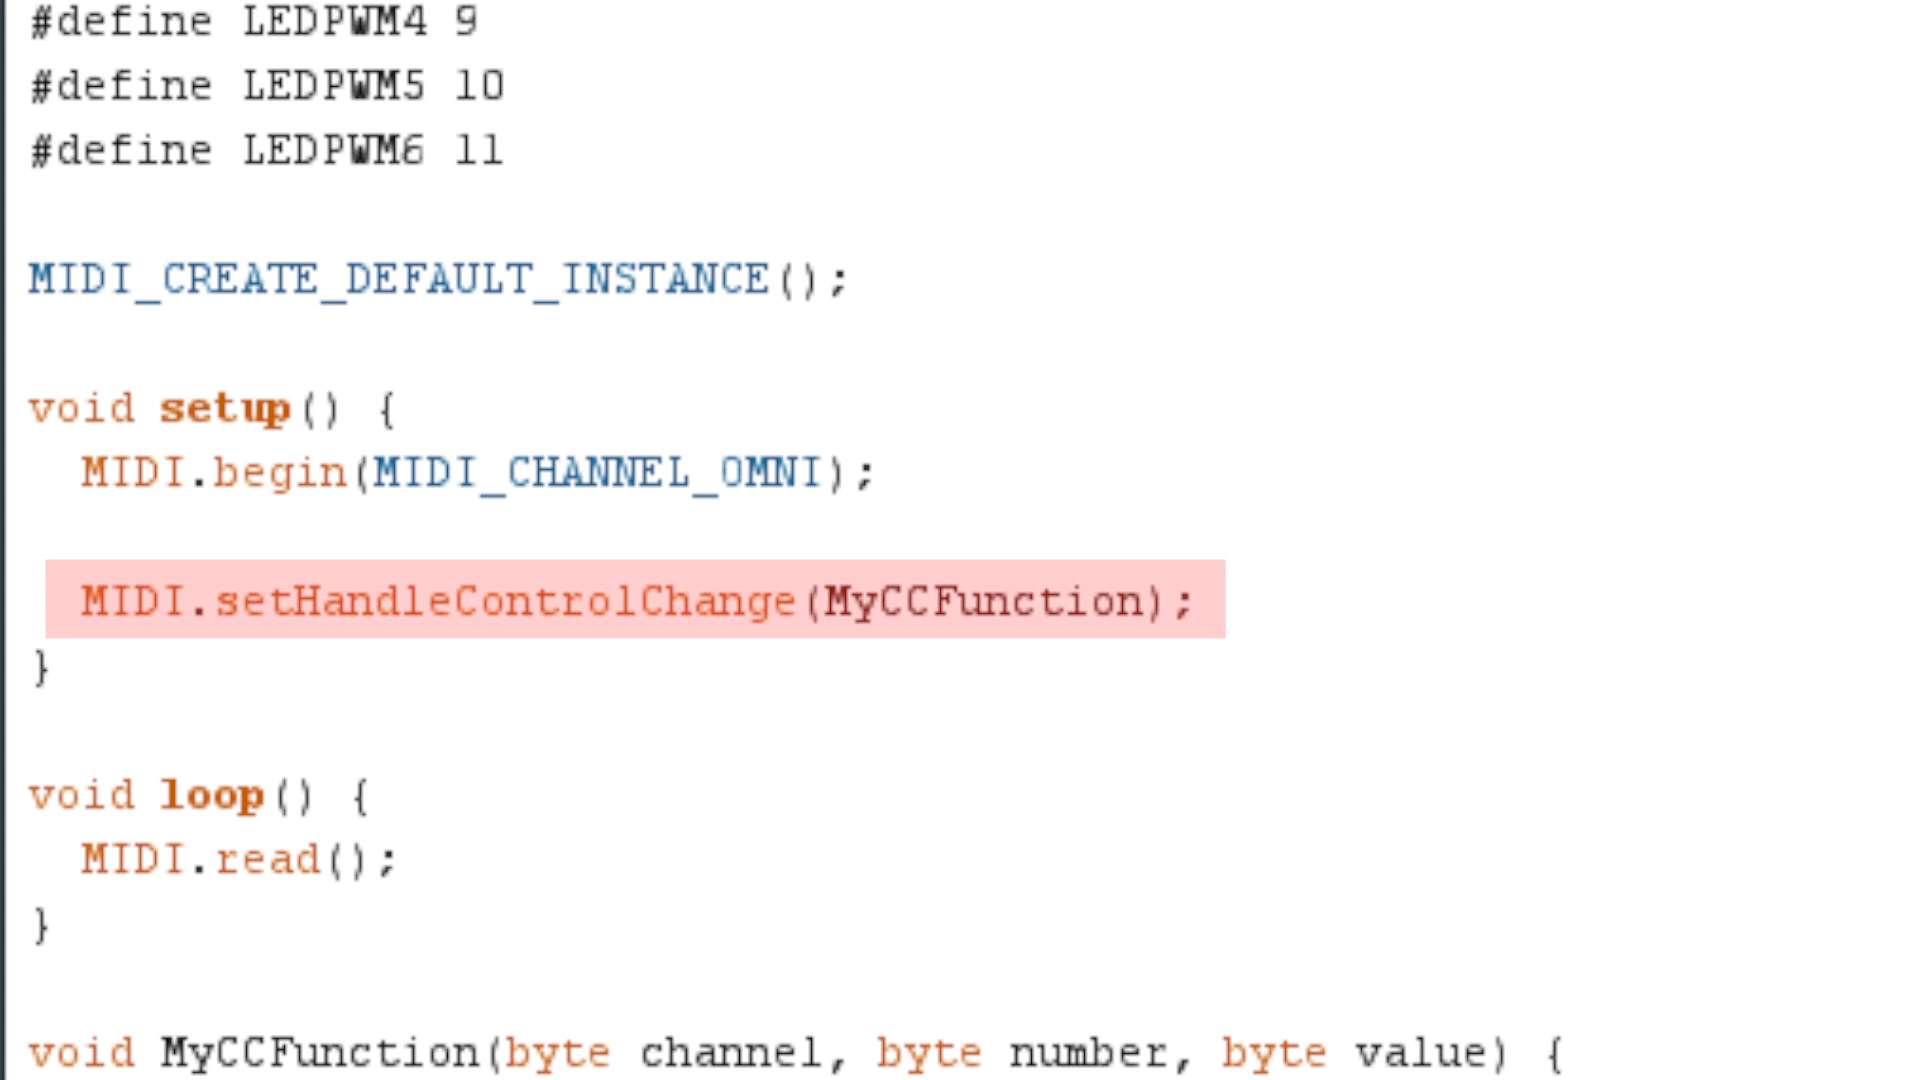 #define LEDPWM4 9
#define LEDPWM5 10
#define LEDPWM6 11
MIDI_CREATE_DEFAULT_INSTANCE();
void setup() {
MIDI.begin(MIDI_CHANNEL_OMNI);
MIDI.setHandleControlChange(MyCCFunction);
}
void loop() {
MIDI.read();
}
void MyCCFunction(byte channel, byte number, byte value) {